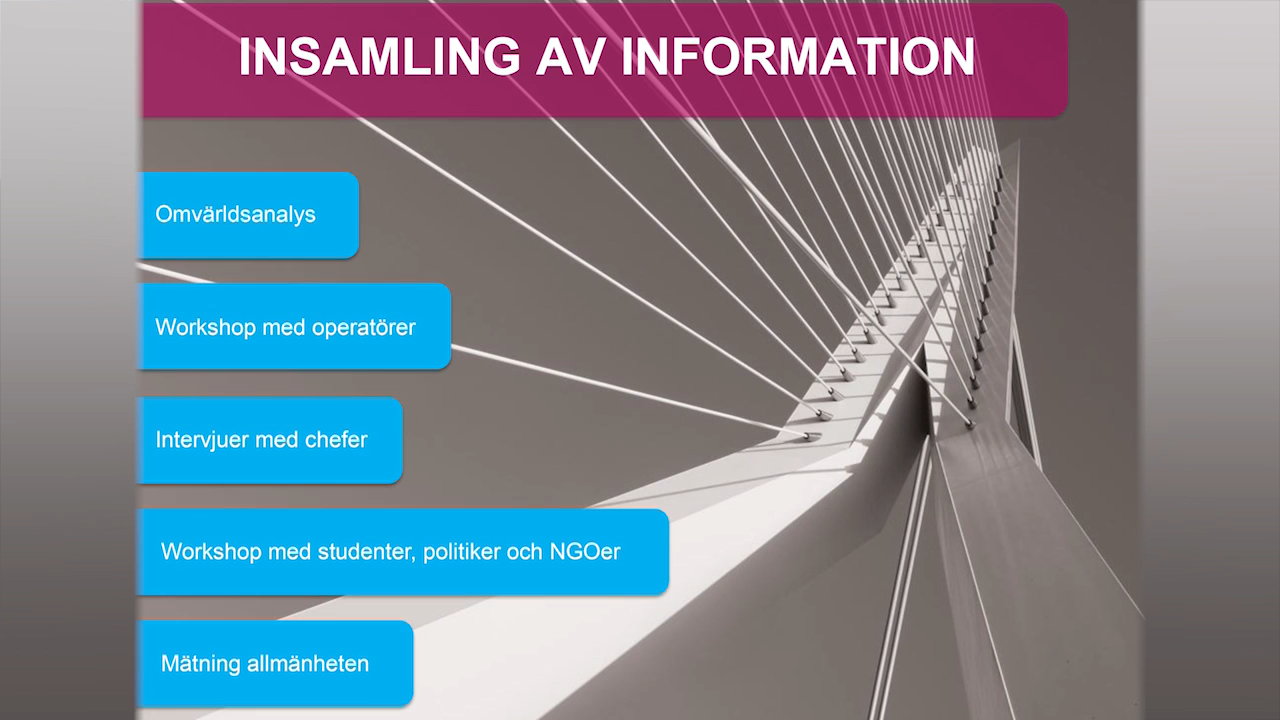 INSAMLING AV INFORMATION
Omvärldsanalys
Workshop med operatörer
Intervjuer med chefer
Workshop med studenter, politiker och NGOer
Mätning allmänheten